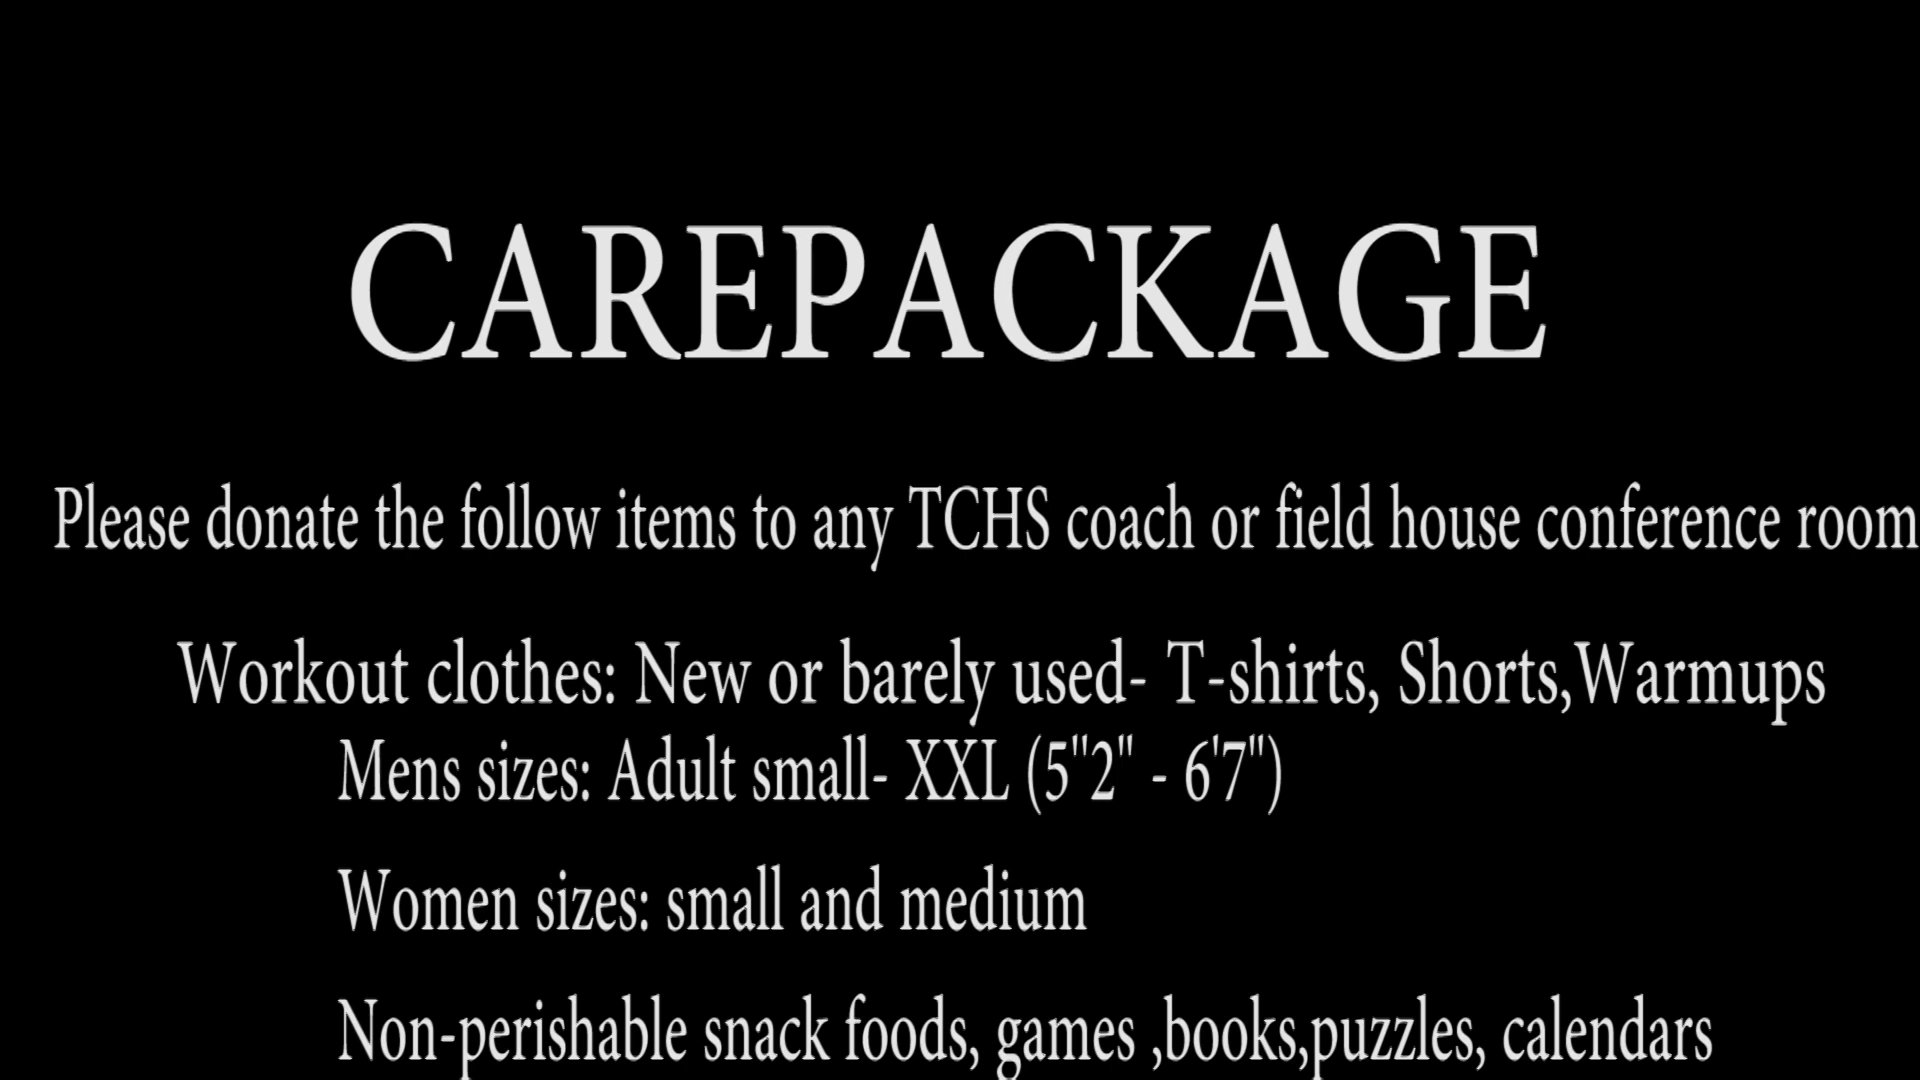 CAREPACKAGE
Please donate the follow items to any TCHS coach or field house conference room
Workout clothes: New or barely used- T-shirts, Shorts,Warmups
Mens sizes: Adult small- XXL (5"2" - 6'7")
Women sizes: small and medium
Non-perishable snack foods, games ,books,puzzles, calendars